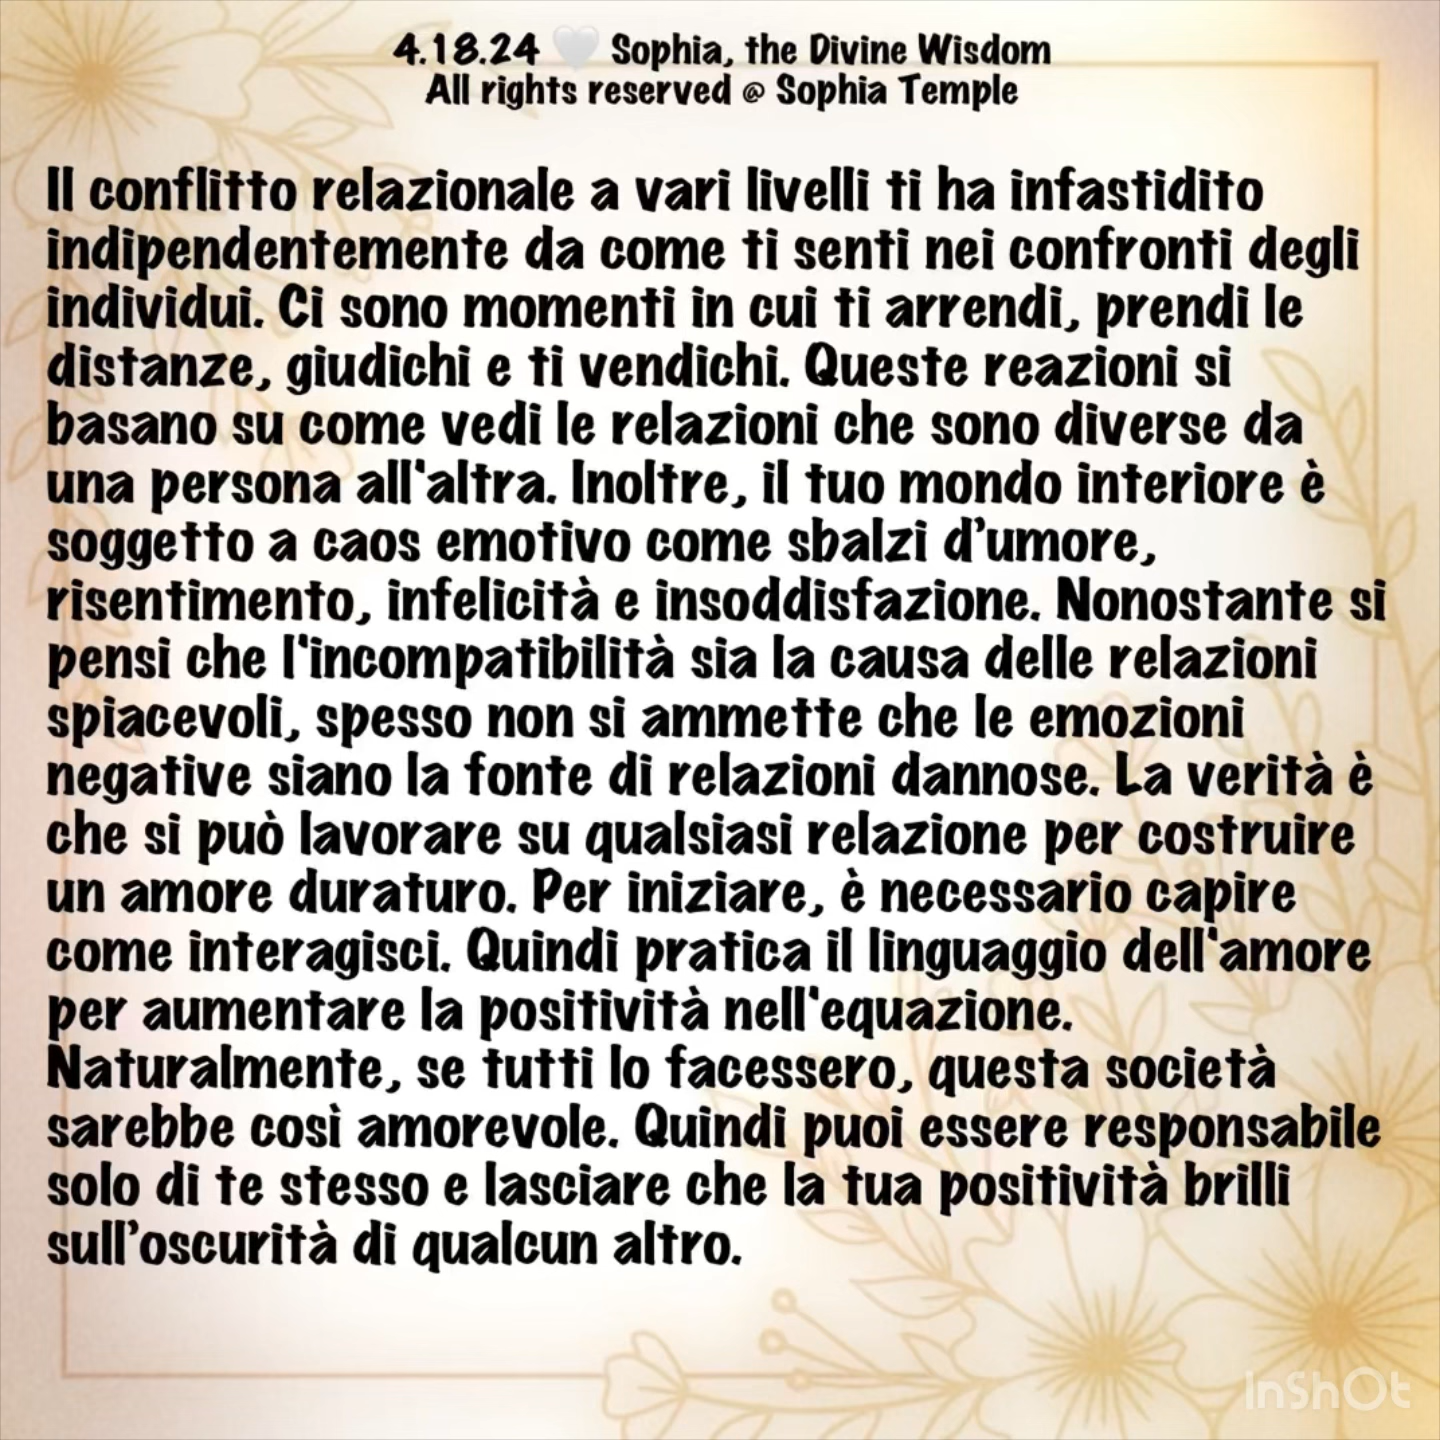 4.18.24 🤍 Sophia, the Divine Wisdom
All rights reserved @ Sophia Temple
Il conflitto relazionale a vari livelli ti ha infastidito
indipendentemente da come ti senti nei confronti degli
individui. Ci sono momenti in cui ti arrendi, prendi le
distanze, giudichi e ti vendichi. Queste reazioni si
basano su come vedi le relazioni che sono diverse da
una persona all'altra. Inoltre, il tuo mondo interiore è
soggetto a caos emotivo come sbalzi d’umore,
risentimento, infelicità e insoddisfazione. Nonostante si
pensi che l'incompatibilità sia la causa delle relazioni
spiacevoli, spesso non si ammette che le emozioni
negative siano la fonte di relazioni dannose. La verità è
che si può lavorare su qualsiasi relazione per costruire
un amore duraturo. Per iniziare, è necessario capire
come interagisci. Quindi pratica il linguaggio dell'amore
per aumentare la positività nell'equazione.
Naturalmente, se tutti lo facessero, questa società
sarebbe così amorevole. Quindi puoi essere responsabile
solo di te stesso e lasciare che la tua positività brilli
sull’oscurità di qualcun altro.
InShOt